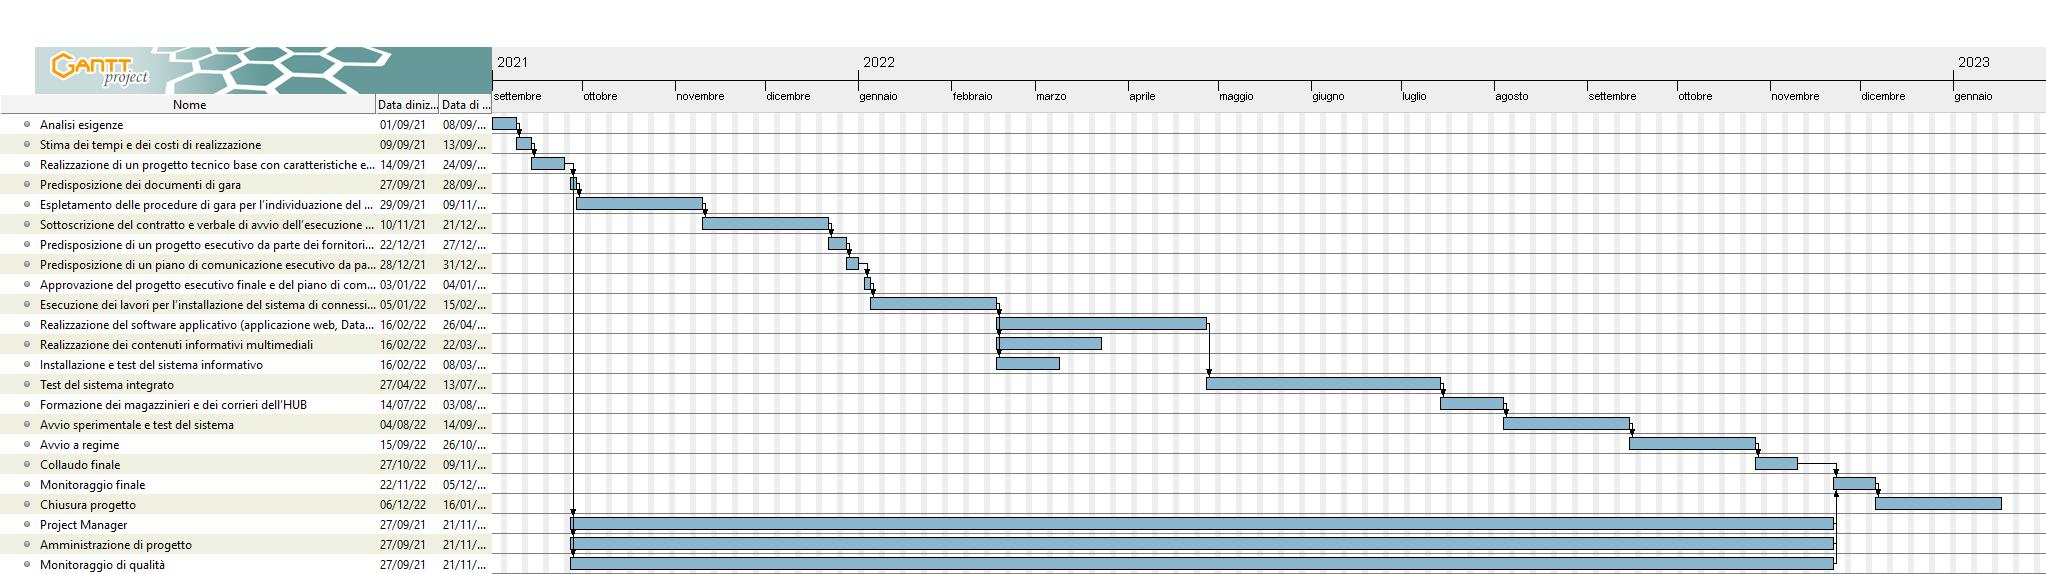 GANTT project
2021 2022 2023
settembre ottobre novembre dicembre gennaio febbraio marzo aprile maggio giugno luglio agosto settembre ottobre novembre dicembre gennaio
Nome Data diniz... Data di ...
Analisi esigenze 01/09/21 08/09/...
Stima dei tempi e dei costi di realizzazione 09/09/21 13/09/...
Realizzazione di un progetto tecnico base con caratteristiche e... 14/09/21 24/09/...
Predisposizione dei documenti di gara 27/09/21 28/09/...
Espletamento delle procedure di gara per l'individuazione del ... 29/09/21 09/11/...
Sottoscrizione del contratto e verbale di avvio dell'esecuzione ... 10/11/21 21/12/...
Predisposizione di un progetto esecutivo da parte dei fornitori... 22/12/21 27/12/...
Predisposizione di un piano di comunicazione esecutivo da pa... 28/12/21 31/12/...
Approvazione del progetto esecutivo finale e del piano di com... 03/01/22 04/01/...
Esecuzione dei lavori per l'installazione del sistema di connessi... 05/01/22 15/02/...
Realizzazione del software applicativo (applicazione web, Data... 16/02/22 26/04/...
Realizzazione dei contenuti informativi multimediali 16/02/22 22/03/...
Installazione e test del sistema informativo 16/02/22 08/03/...
Test del sistema integrato 27/04/22 13/07/...
Formazione dei magazzinieri e dei corrieri dell'HUB 14/07/22 03/08/...
Avvio sperimentale e test del sistema 04/08/22 14/09/...
Avvio a regime 15/09/22 26/10/...
Collaudo finale 27/10/22 09/11/...
Monitoraggio finale 22/11/22 05/12/...
Chiusura progetto 06/12/22 16/01/...
Project Manager 27/09/21 21/11/...
Amministrazione di progetto 27/09/21 21/11/...
Monitoraggio di qualità 27/09/21 21/11/...